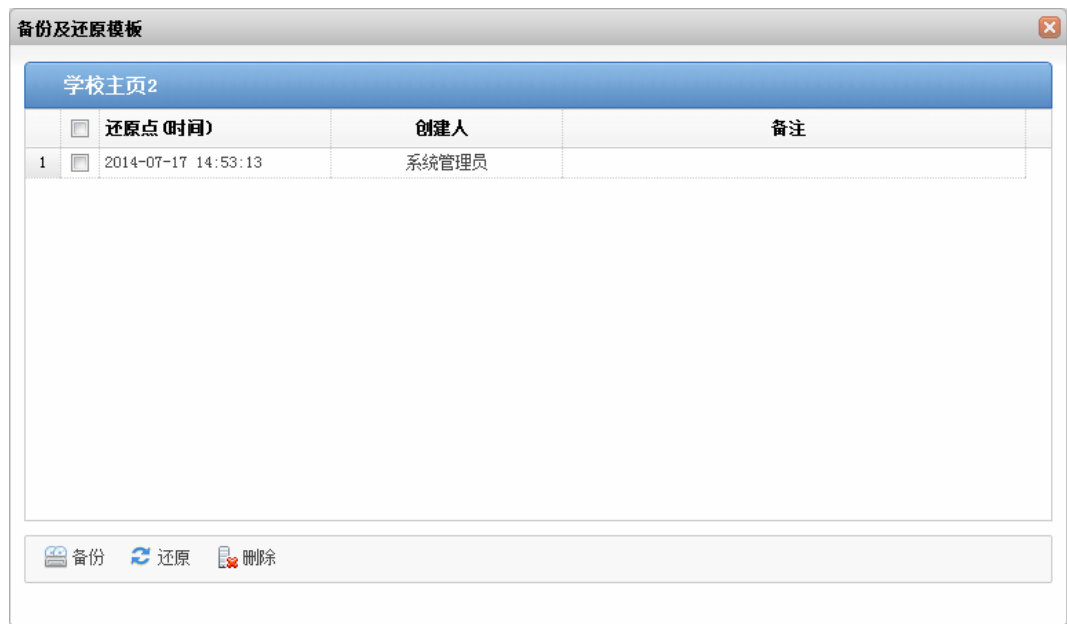 备份及还原模板
学校主页2
还原点(时间) 创建人 备注
1 2014-07-17 14:53:13 系统管理员
备份 还原 删除